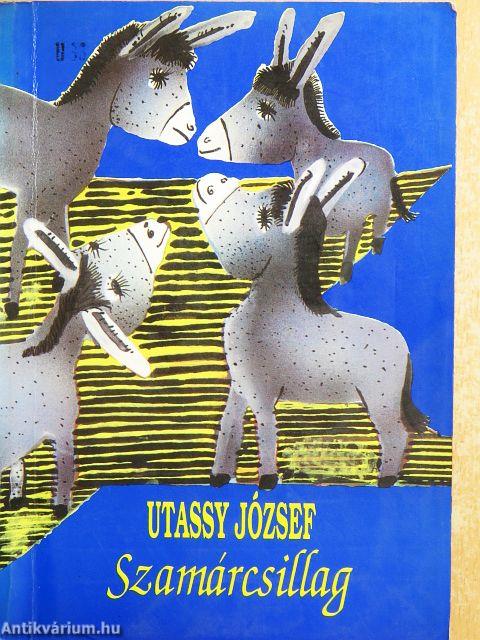 UTASSY JÓZSEF
Szamárcsillag
Antikvárium.hu